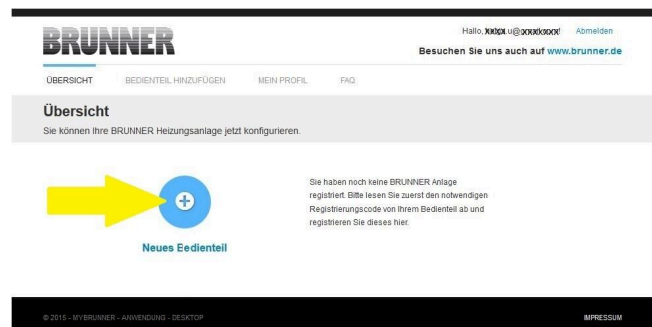 BRUNNER
Hallo, Abmelden
Besuchen Sie uns auch auf www.brunner.de
ÜBERSICHT BEDIENTEIL HINZUFÜGEN MEIN PROFIL FAQ
Übersicht
Sie können Ihre BRUNNER Heizungsanlage jetzt konfigurieren.
Sie haben noch keine BRUNNER Anlage
registriert. Bitte lesen Sie zuerst den notwendigen
Registrierungscode von Ihrem Bedienteil ab und
registrieren Sie dieses hier.
Neues Bedienteil
© 2015 - MYBRUNNER - ANWENDUNG - DESKTOP
IMPRESSUM